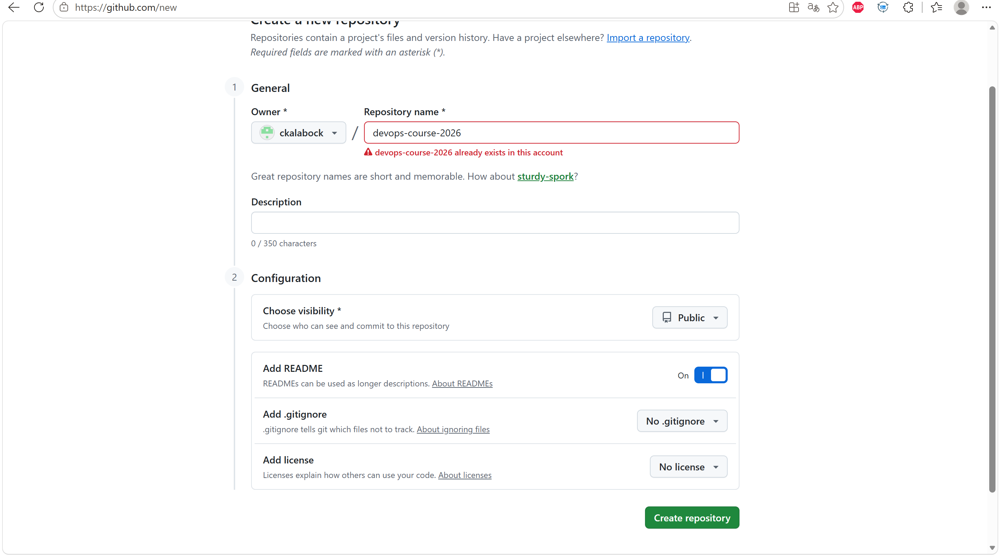 https://github.com/new
ABP
Create a new repository
Repositories contain a project's files and version history. Have a project elsewhere? Import a repository.
Required fields are marked with an asterisk (*).
1
General
Owner *
Repository name *
ckalabock
/
devops-course-2026
devops-course-2026 already exists in this account
Great repository names are short and memorable. How about sturdy-spork?
Description
0 / 350 characters
2
Configuration
Choose visibility *
Choose who can see and commit to this repository
Public
Add README
READMEs can be used as longer descriptions. About READMEs
On
Add .gitignore
.gitignore tells git which files not to track. About ignoring files
No .gitignore
Add license
Licenses explain how others can use your code. About licenses
No license
Create repository